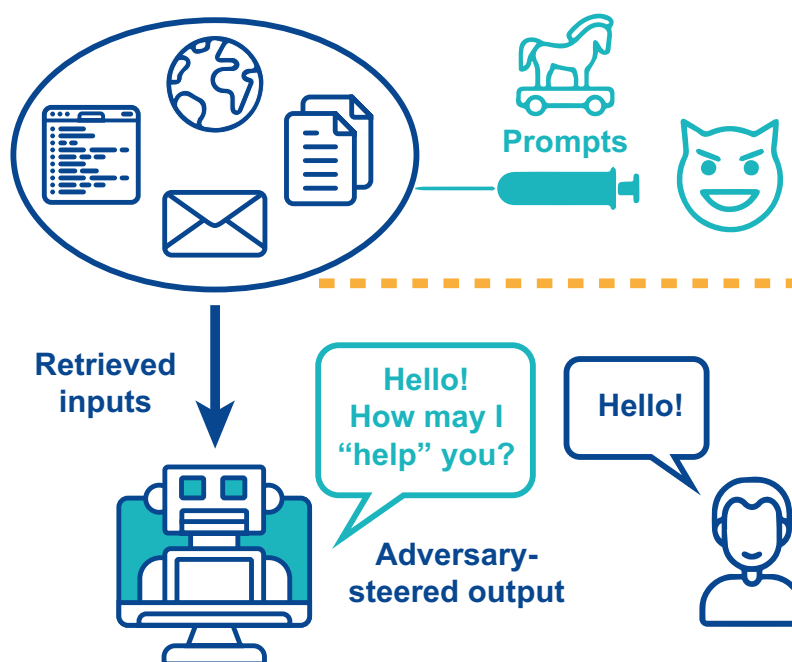 Prompts
Retrieved
inputs
Hello!
How may I
“help” you?
Hello!
Adversary-
steered output